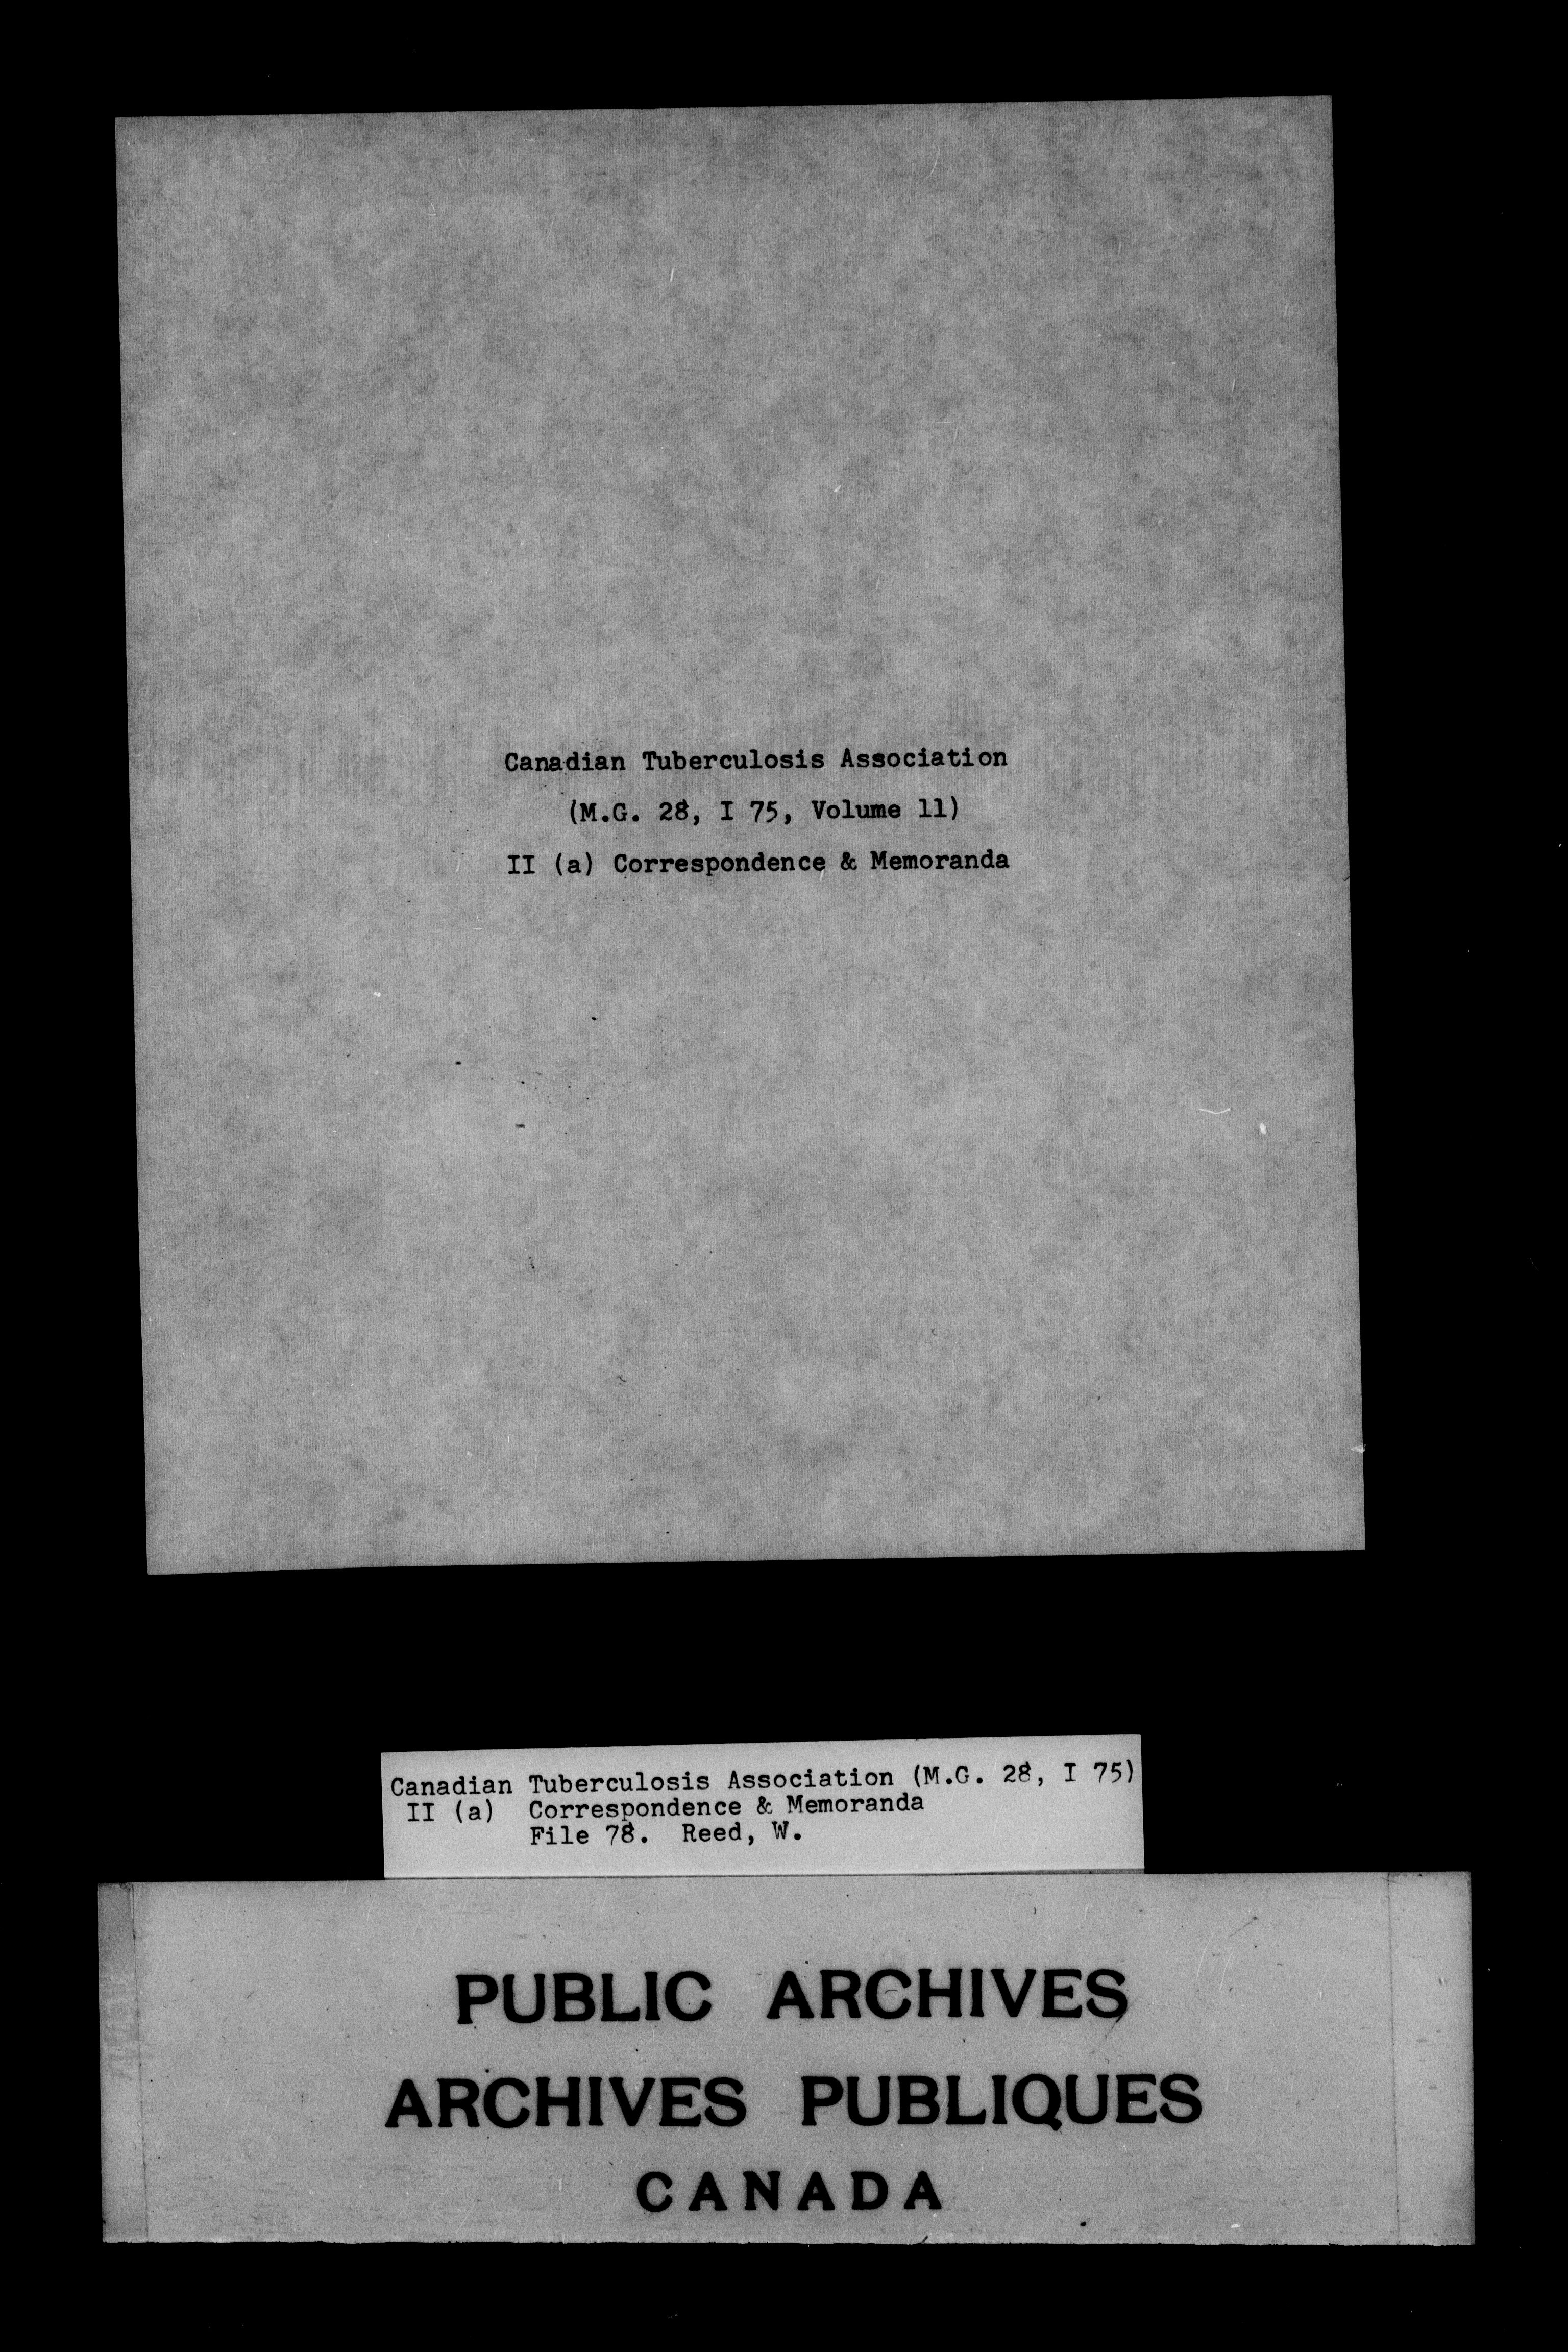 Canadian Tuberculosis Association
(M.G. 28, I 75, Volume 11)
II (a) Correspondence & Memoranda
Canadian Tuberculosis Association (M.G. 28, I 75)
II (a) Correspondence & Memoranda
File 78. Reed, W.
PUBLIC ARCHIVES
ARCHIVES PUBLIQUES
CANADA